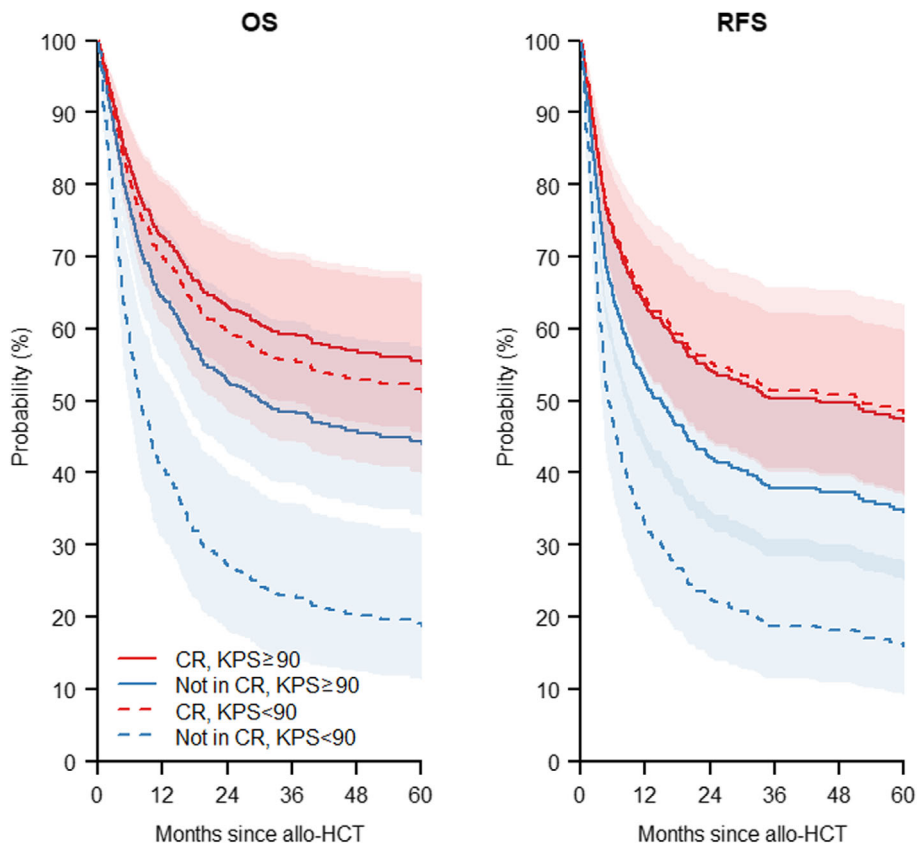 OS
Probability (%)
100
90
80
70
60
50
40
30
20
10
0
CR, KPS≥90
Not in CR, KPS≥90
CR, KPS<90
Not in CR, KPS<90
0 12 24 36 48 60
Months since allo-HCT
RFS
Probability (%)
100
90
80
70
60
50
40
30
20
10
0
0 12 24 36 48 60
Months since allo-HCT